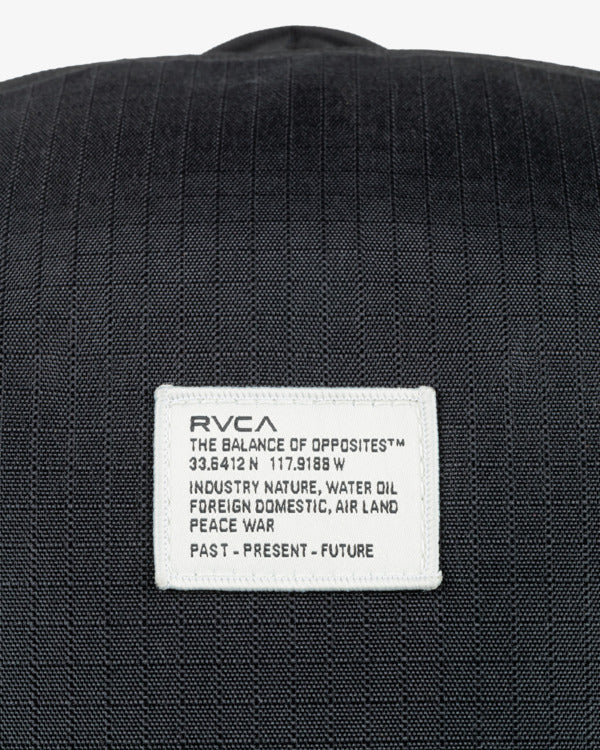 RVCA
THE BALANCE OF OPPOSITES™
33.6412 N 117.9188 W
INDUSTRY NATURE, WATER OIL
FOREIGN DOMESTIC, AIR LAND
PEACE WAR
PAST - PRESENT - FUTURE